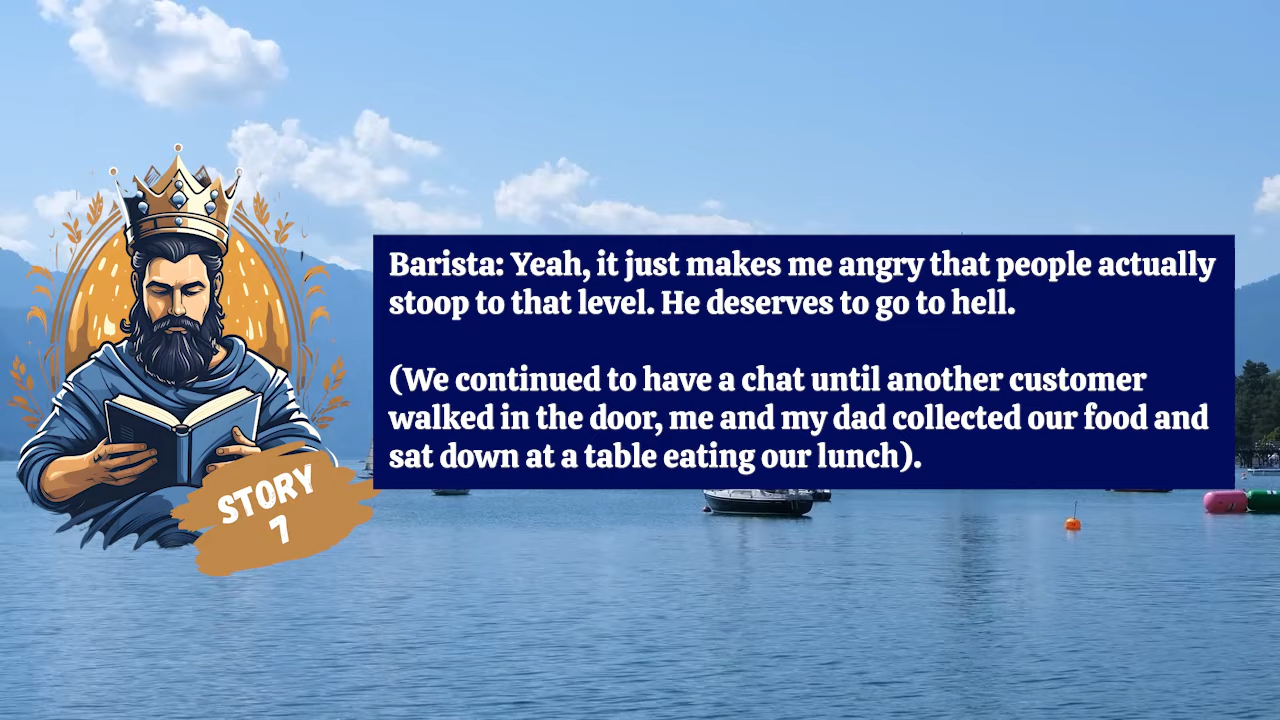 Barista: Yeah, it just makes me angry that people actually
stoop to that level. He deserves to go to hell.
(We continued to have a chat until another customer
walked in the door, me and my dad collected our food and
sat down at a table eating our lunch).
STORY
7